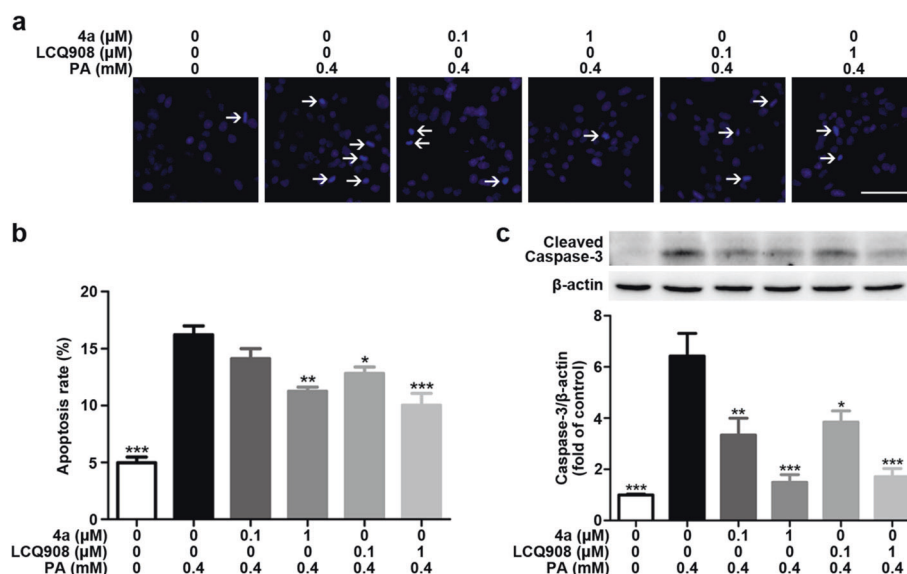 a
4a (µM) 0 0 0.1 1 0 0
LCQ908 (µM) 0 0 0 0 0.1 1
PA (mM) 0 0.4 0.4 0.4 0.4 0.4
b
Apoptosis rate (%)
20
15
10
5
0
***
**
*
***
4a (µM) 0 0 0.1 1 0 0
LCQ908 (µM) 0 0 0 0 0.1 1
PA (mM) 0 0.4 0.4 0.4 0.4 0.4
c
Cleaved
Caspase-3
β-actin
Caspase-3/β-actin
(fold of control)
8
6
4
2
0
***
**
***
*
***
4a (µM) 0 0 0.1 1 0 0
LCQ908 (µM) 0 0 0 0 0.1 1
PA (mM) 0 0.4 0.4 0.4 0.4 0.4